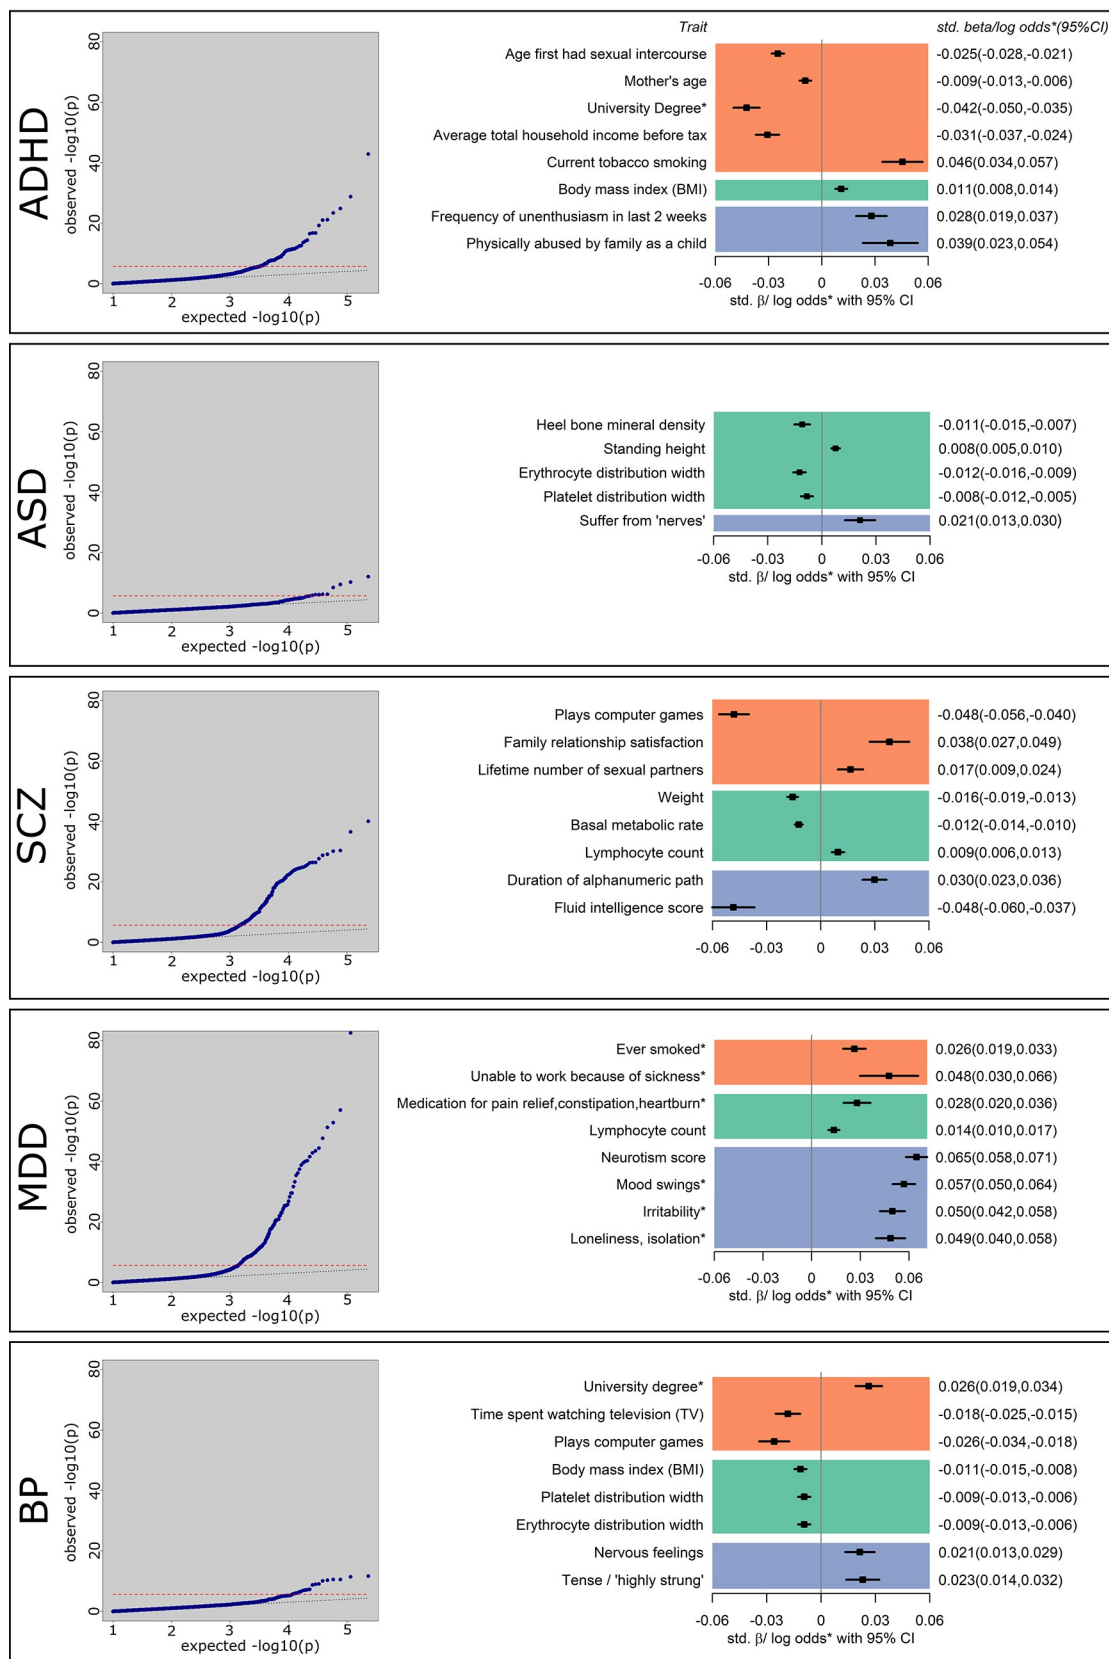 Trait std. beta/log odds*(95%CI)
ADHD
observed -log10(p)
80
60
40
20
0
1 2 3 4 5
expected -log10(p)
Age first had sexual intercourse -0.025(-0.028,-0.021)
Mother's age -0.009(-0.013,-0.006)
University Degree* -0.042(-0.050,-0.035)
Average total household income before tax -0.031(-0.037,-0.024)
Current tobacco smoking 0.046(0.034,0.057)
Body mass index (BMI) 0.011(0.008,0.014)
Frequency of unenthusiasm in last 2 weeks 0.028(0.019,0.037)
Physically abused by family as a child 0.039(0.023,0.054)
-0.06 -0.03 0 0.03 0.06
std. β/ log odds* with 95% CI
ASD
observed -log10(p)
80
60
40
20
0
1 2 3 4 5
expected -log10(p)
Heel bone mineral density -0.011(-0.015,-0.007)
Standing height 0.008(0.005,0.010)
Erythrocyte distribution width -0.012(-0.016,-0.009)
Platelet distribution width -0.008(-0.012,-0.005)
Suffer from 'nerves' 0.021(0.013,0.030)
-0.06 -0.03 0 0.03 0.06
std. β/ log odds* with 95% CI
SCZ
observed -log10(p)
80
60
40
20
0
1 2 3 4 5
expected -log10(p)
Plays computer games -0.048(-0.056,-0.040)
Family relationship satisfaction 0.038(0.027,0.049)
Lifetime number of sexual partners 0.017(0.009,0.024)
Weight -0.016(-0.019,-0.013)
Basal metabolic rate -0.012(-0.014,-0.010)
Lymphocyte count 0.009(0.006,0.013)
Duration of alphanumeric path 0.030(0.023,0.036)
Fluid intelligence score -0.048(-0.060,-0.037)
-0.06 -0.03 0 0.03 0.06
MDD
observed -log10(p)
80
60
40
20
0
1 2 3 4 5
expected -log10(p)
Ever smoked* 0.026(0.019,0.033)
Unable to work because of sickness* 0.048(0.030,0.066)
Medication for pain relief,constipation,heartburn* 0.028(0.020,0.036)
Lymphocyte count 0.014(0.010,0.017)
Neurotism score 0.065(0.058,0.071)
Mood swings* 0.057(0.050,0.064)
Irritability* 0.050(0.042,0.058)
Loneliness, isolation* 0.049(0.040,0.058)
-0.06 -0.03 0 0.03 0.06
std. β/ log odds* with 95% CI
BP
observed -log10(p)
80
60
40
20
0
1 2 3 4 5
expected -log10(p)
University degree* 0.026(0.019,0.034)
Time spent watching television (TV) -0.018(-0.025,-0.015)
Plays computer games -0.026(-0.034,-0.018)
Body mass index (BMI) -0.011(-0.015,-0.008)
Platelet distribution width -0.009(-0.013,-0.006)
Erythrocyte distribution width -0.009(-0.013,-0.006)
Nervous feelings 0.021(0.013,0.029)
Tense / 'highly strung' 0.023(0.014,0.032)
-0.06 -0.03 0 0.03 0.06
std. β/ log odds* with 95% CI